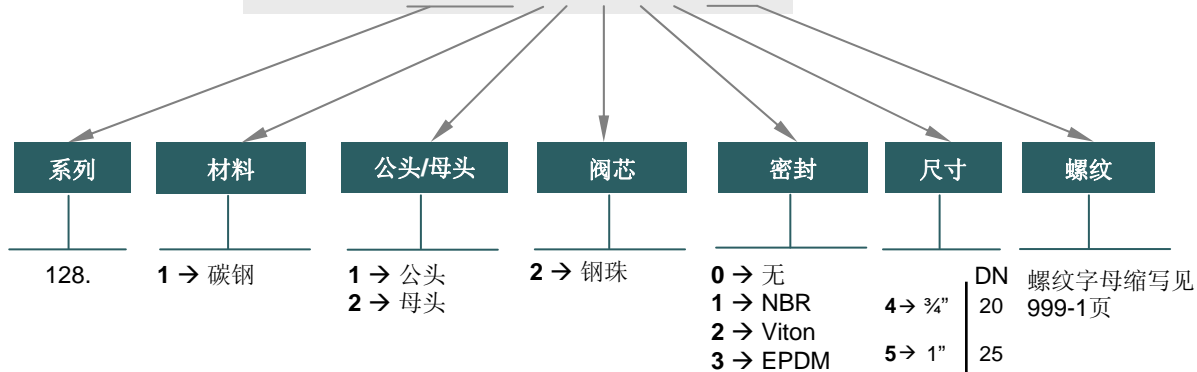 系列 材料 公头/母头 阀芯 密封 尺寸 螺纹
128.
1 → 碳钢
1 → 公头
2 → 母头
2 → 钢珠
0 → 无
1 → NBR
2 → Viton
3 → EPDM
DN
4→ ¾” 20
5→ 1” 25
螺纹字母缩写见
999-1页